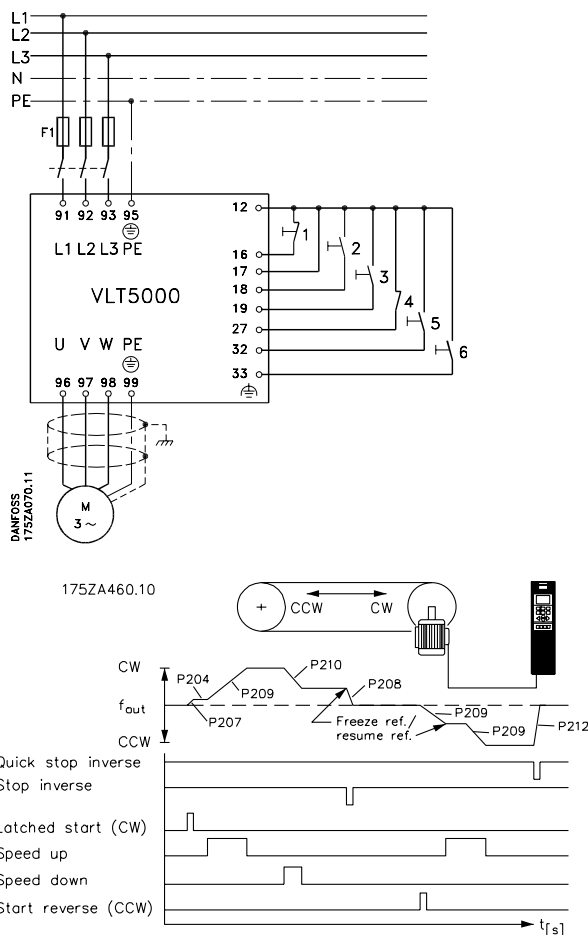 L1
L2
L3
N
PE
F1
91 92 93 95
L1 L2 L3 PE
VLT5000
U V W PE
96 97 98 99
12
16
17
18
19
27
32
33
1
2
3
4
5
6
M
3 ~
DANFOSS
175ZA070.11
175ZA460.10
+
CCW CW
CW
P204
P210
P209
P208
fout
P207
Freeze ref./
resume ref.
P209
P209
P212
CCW
Quick stop inverse
Stop inverse
Latched start (CW)
Speed up
Speed down
Start reverse (CCW)
t[s]